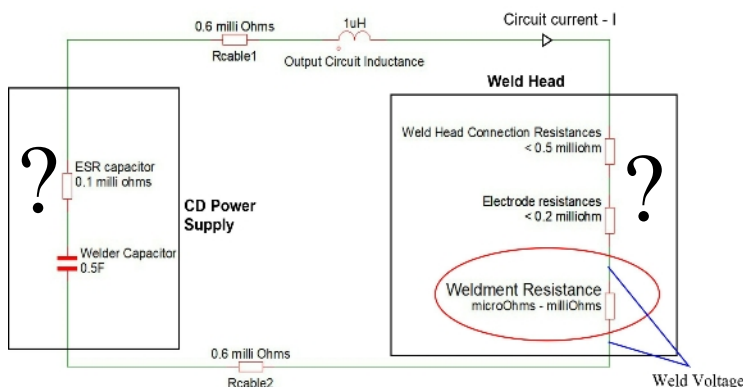 Circuit current - I
0.6 milli Ohms
1uH
Rcable1
Output Circuit Inductance
Weld Head
?
ESR capacitor
0.1 milli ohms
CD Power
Supply
Welder Capacitor
0.5F
Weld Head Connection Resistances
< 0.5 milliohm
?
Electrode resistances
< 0.2 milliohm
Weldment Resistance
microOhms - milliOhms
0.6 milli Ohms
Rcable2
Weld Voltage